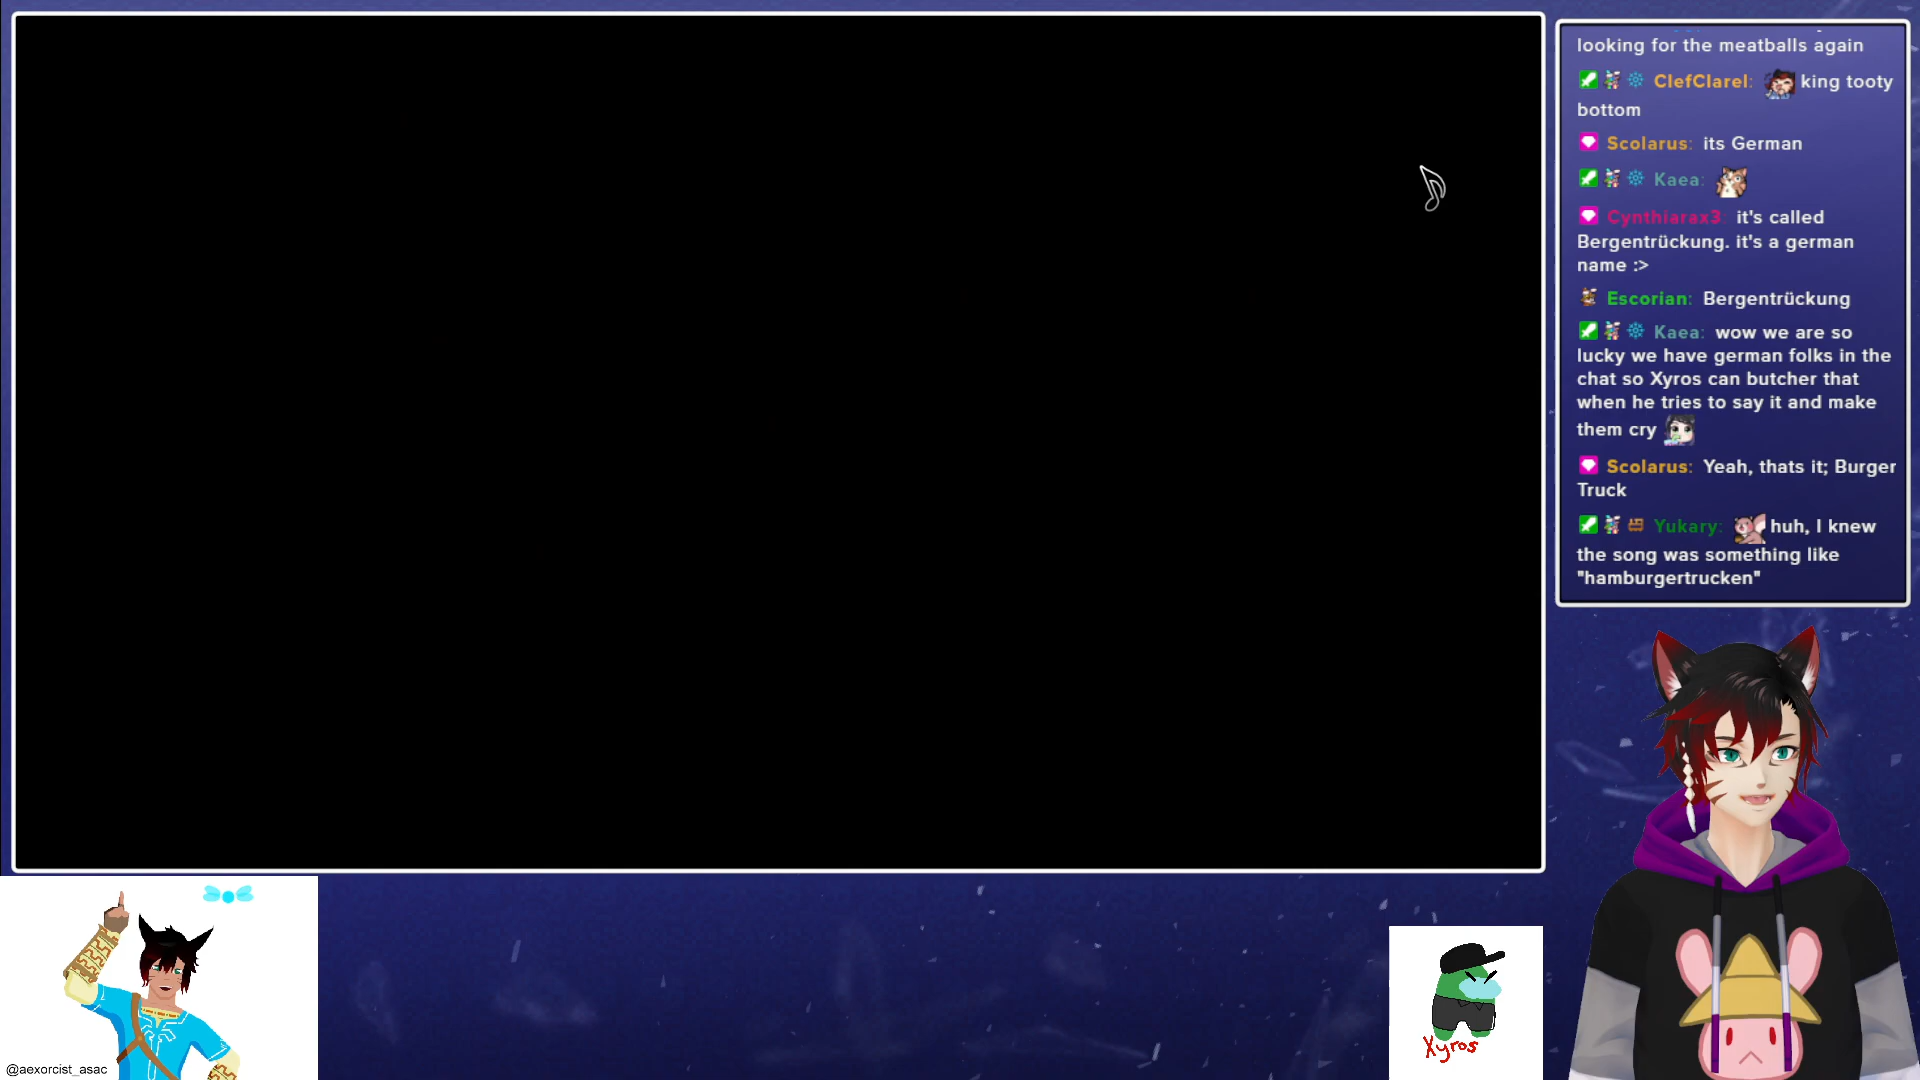 looking for the meatballs again
ClefClarel: king tooty
bottom
Scolarus: its German
Kaea:
Cynthiarax3: it's called
Bergentrückung. it's a german
name :>
Escorian: Bergentrückung
Kaea: wow we are so
lucky we have german folks in the
chat so Xyros can butcher that
when he tries to say it and make
them cry
Scolarus: Yeah, thats it; Burger
Truck
Yukary: huh, I knew
the song was something like
"hamburgertrucken"
Xyros
@aexorcist_asac